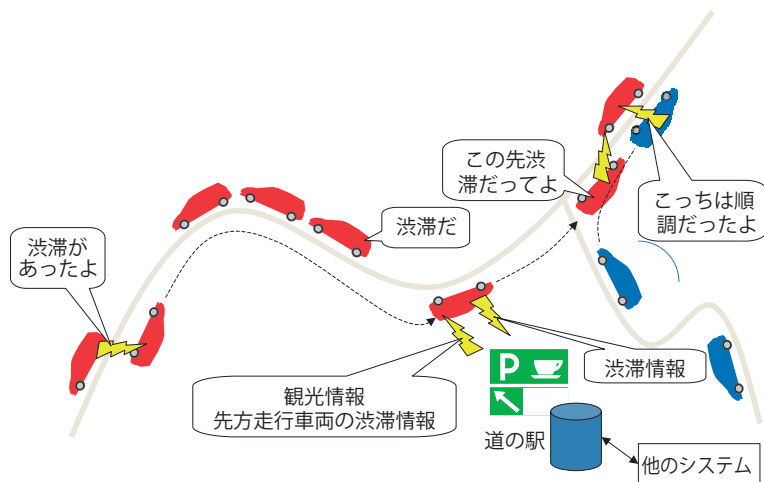 この先渋
滞だってよ
こっちは順
調だったよ
渋滞だ
渋滞が
あったよ
観光情報
先方走行車両の渋滞情報
渋滞情報
P
道の駅
他のシステム